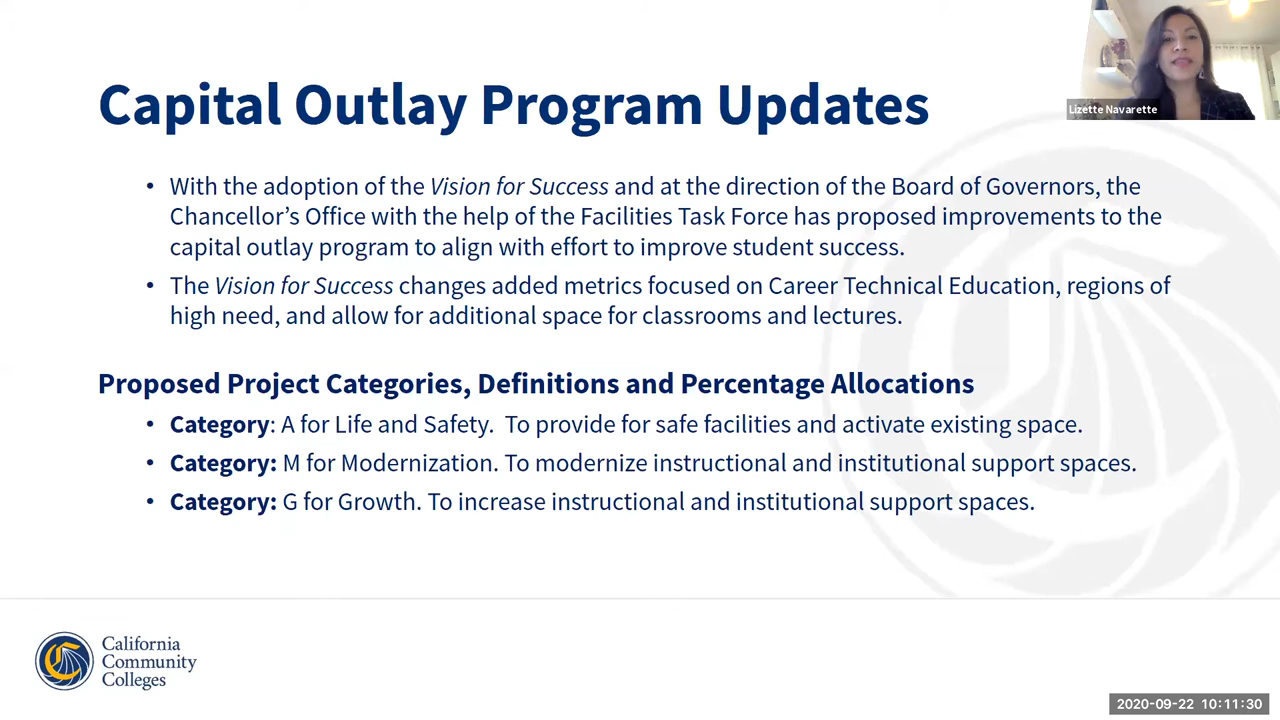 Capital Outlay Program Updates
Lizette Navarette
• With the adoption of the Vision for Success and at the direction of the Board of Governors, the
Chancellor’s Office with the help of the Facilities Task Force has proposed improvements to the
capital outlay program to align with effort to improve student success.
• The Vision for Success changes added metrics focused on Career Technical Education, regions of
high need, and allow for additional space for classrooms and lectures.
Proposed Project Categories, Definitions and Percentage Allocations
• Category: A for Life and Safety.  To provide for safe facilities and activate existing space.
• Category: M for Modernization. To modernize instructional and institutional support spaces.
• Category: G for Growth. To increase instructional and institutional support spaces.
California
Community
Colleges
2020-09-22 10:11:30